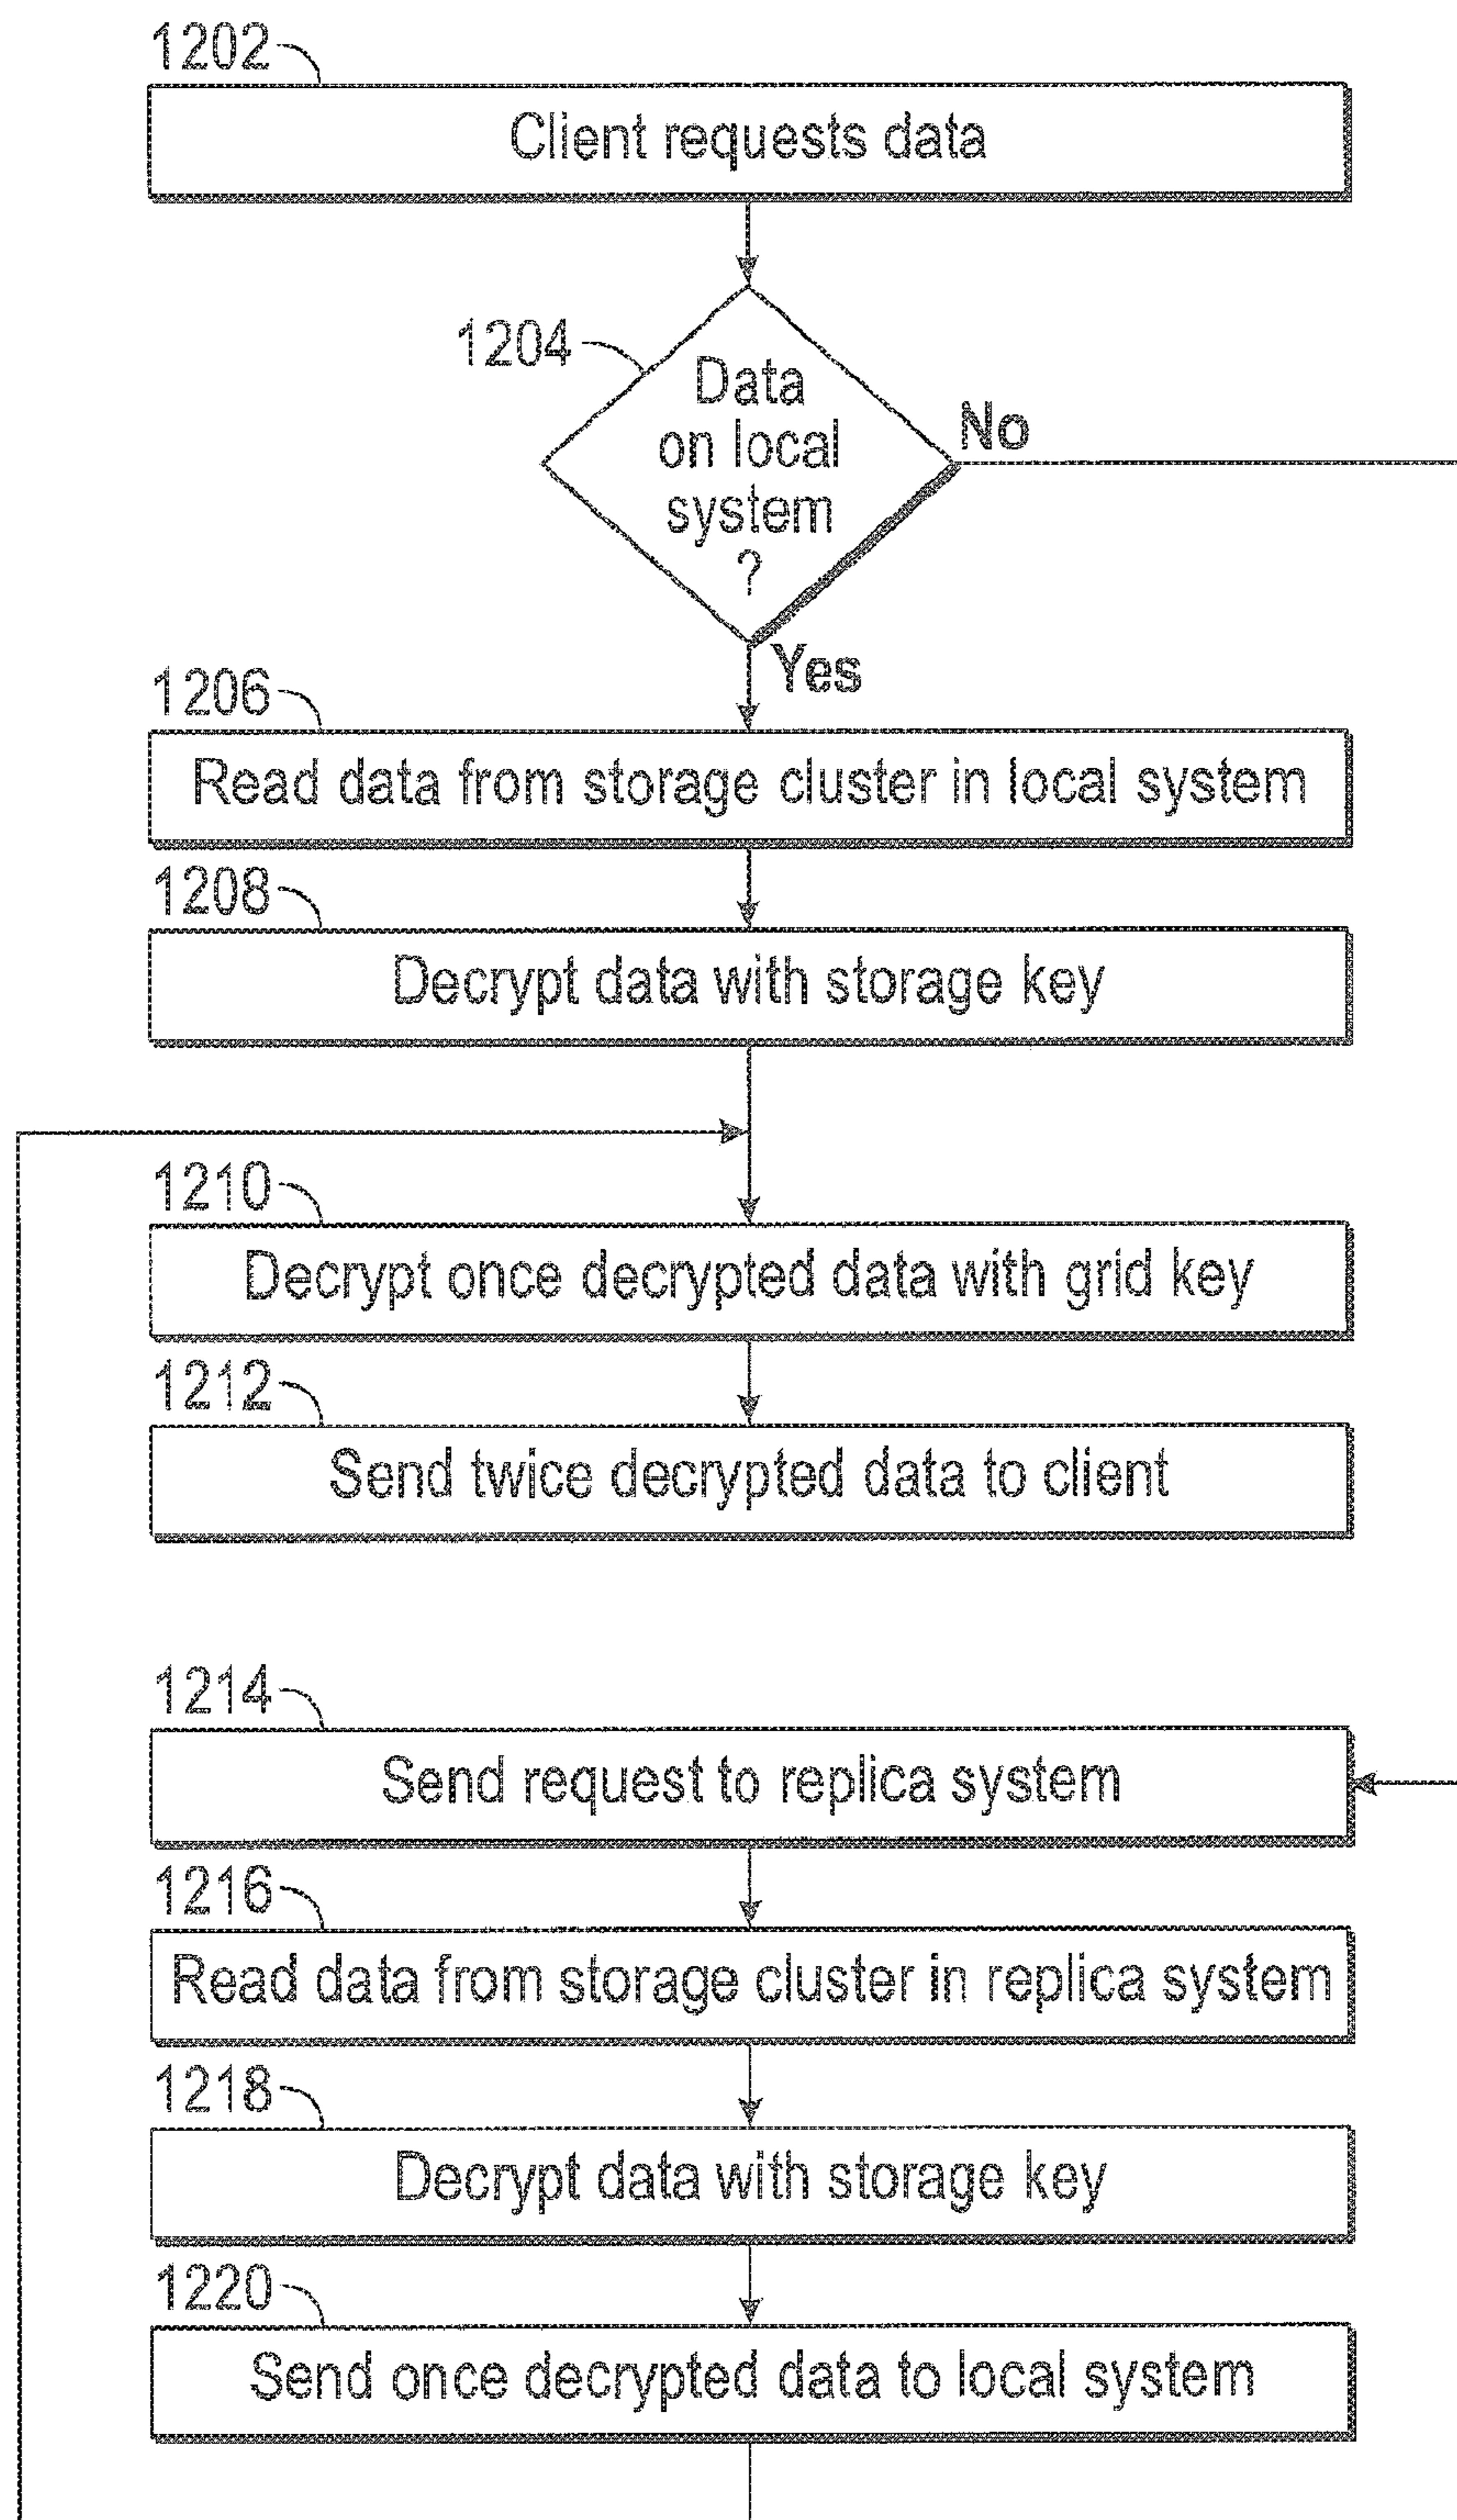 1202
Client requests data
1204
Data
on local
system
?
No
Yes
1206
Read data from storage cluster in local system
1208
Decrypt data with storage key
1210
Decrypt once decrypted data with grid key
1212
Send twice decrypted data to client
1214
Send request to replica system
1216
Read data from storage cluster in replica system
1218
Decrypt data with storage key
1220
Send once decrypted data to local system